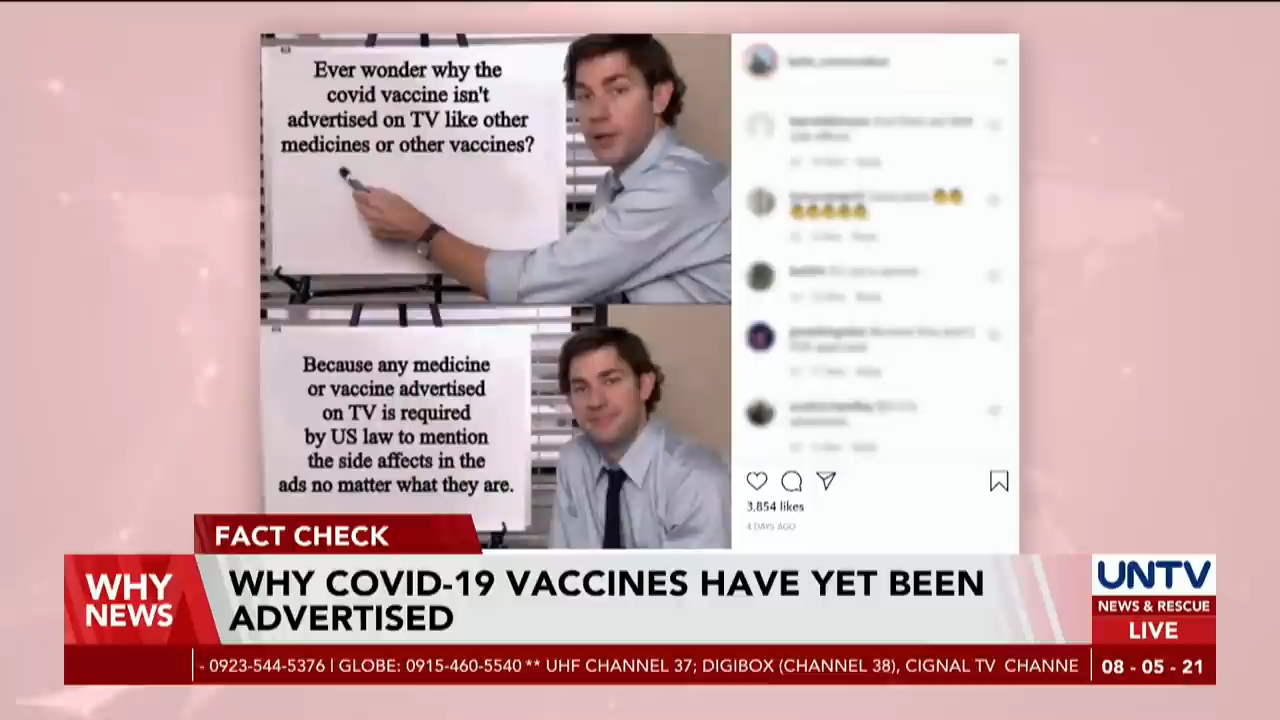 Ever wonder why the
covid vaccine isn't
advertised on TV like other
medicines or other vaccines?
Because any medicine
or vaccine advertised
on TV is required
by US law to mention
the side affects in the
ads no matter what they are.
3,854 likes
4 DAYS AGO
FACT CHECK
WHY
NEWS
WHY COVID-19 VACCINES HAVE YET BEEN
ADVERTISED
UNTV
NEWS & RESCUE
LIVE
- 0923-544-5376 | GLOBE: 0915-460-5540 ** UHF CHANNEL 37; DIGIBOX (CHANNEL 38), CIGNAL TV CHANNE
08 - 05 - 21